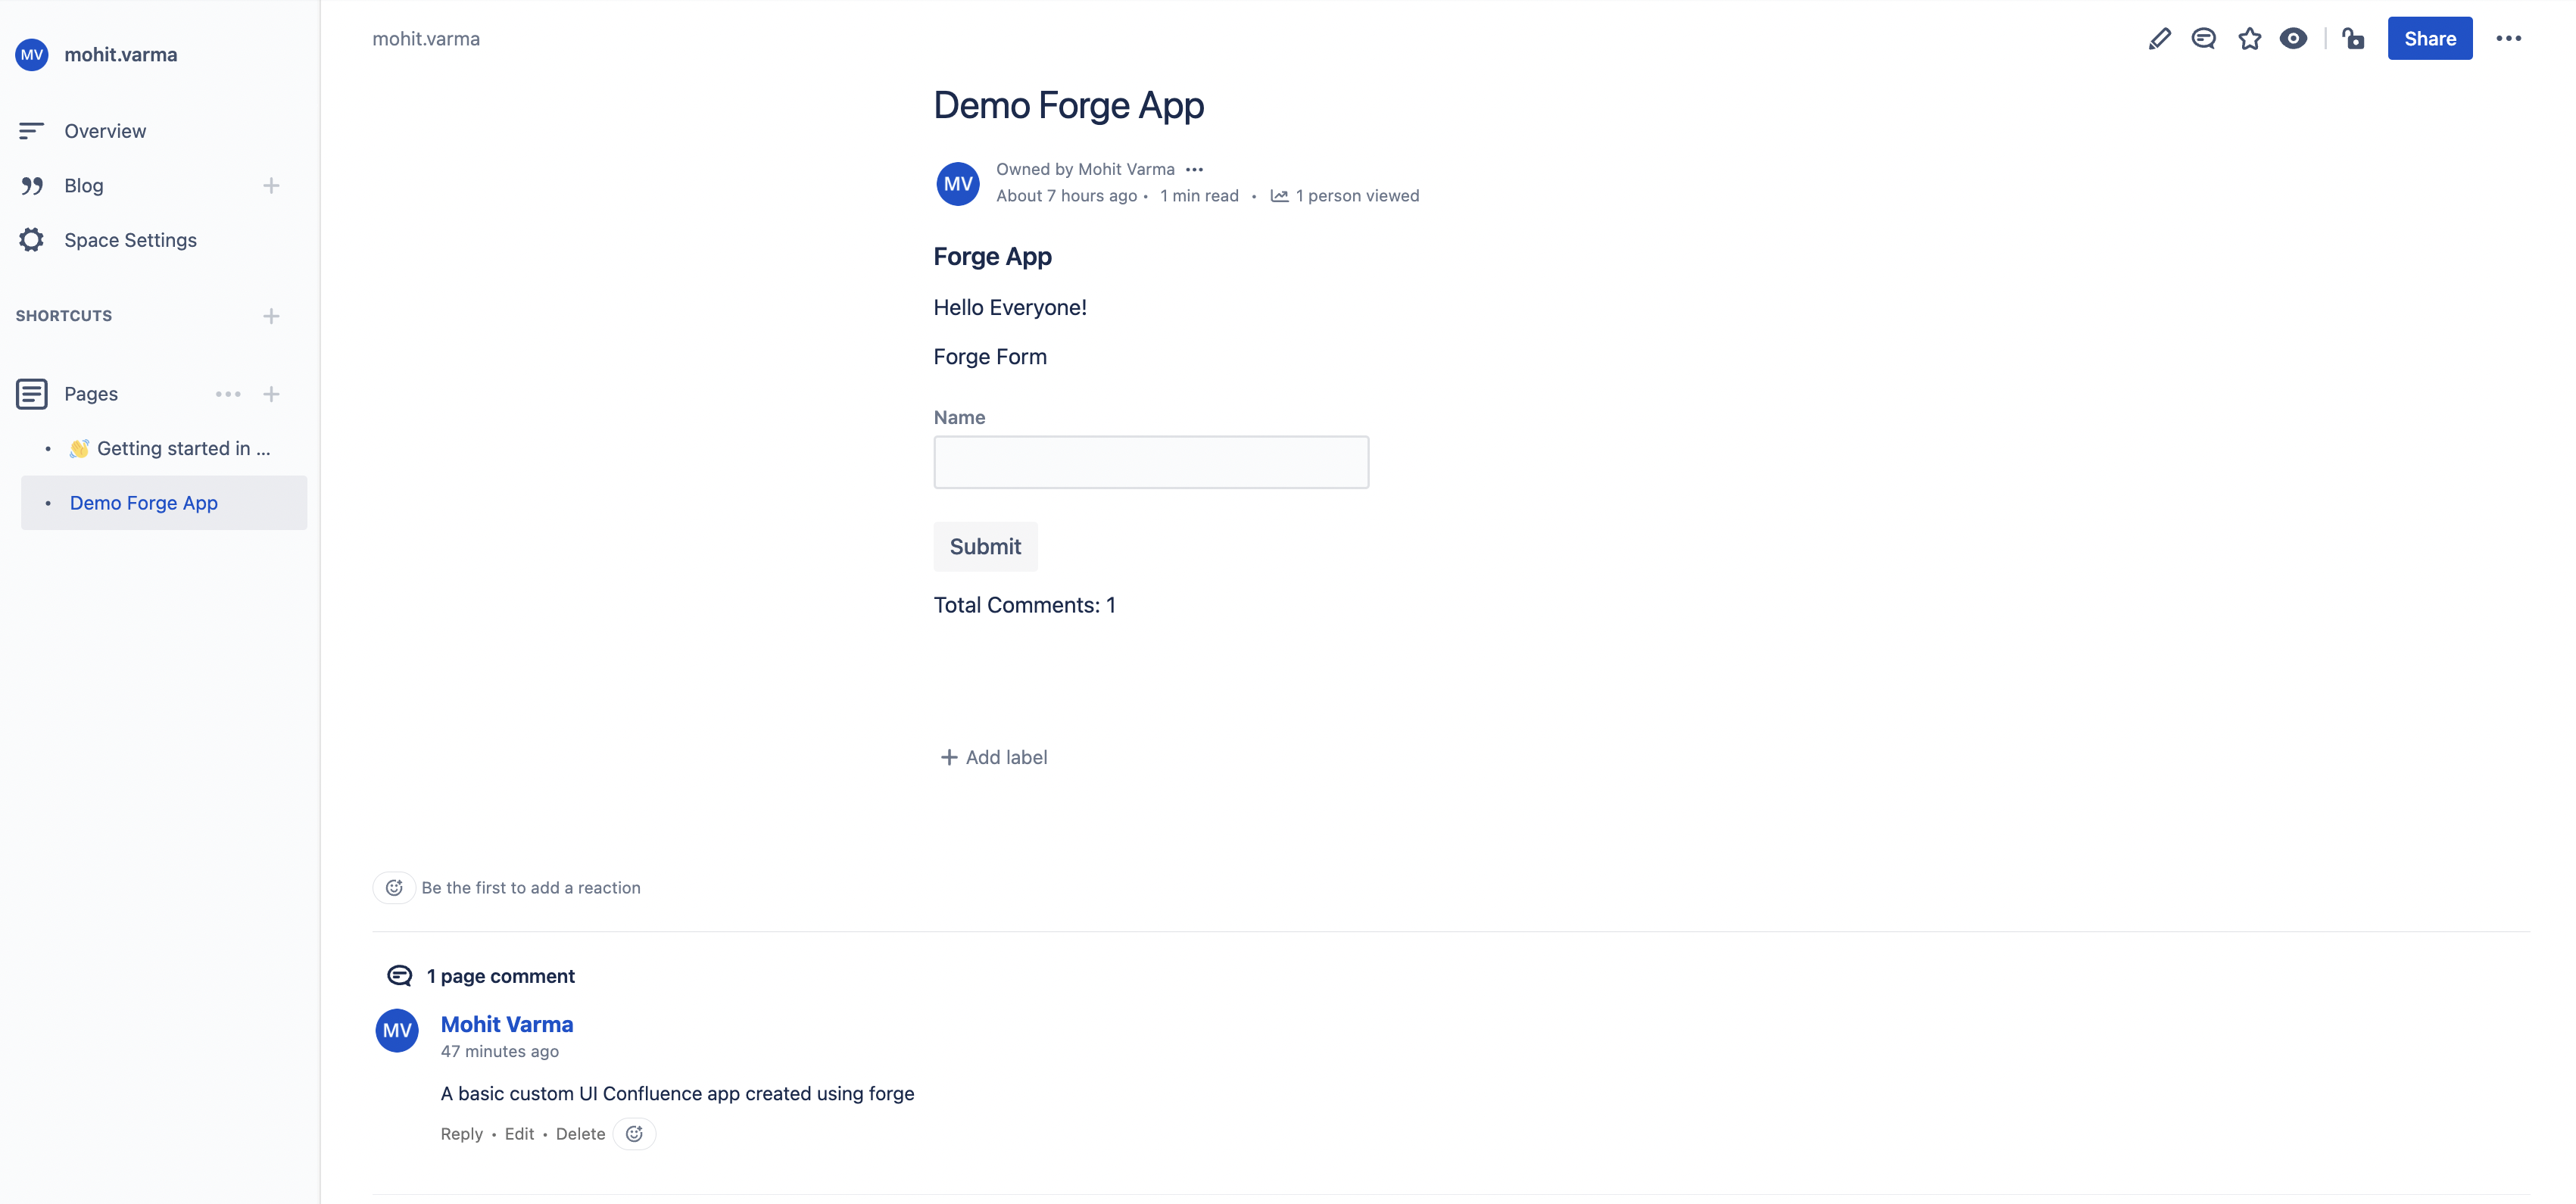 MV mohit.varma
Overview
Blog
Space Settings
SHORTCUTS
Pages
Getting started in ...
Demo Forge App
mohit.varma
Share
Demo Forge App
MV
Owned by Mohit Varma
About 7 hours ago • 1 min read • 1 person viewed
Forge App
Hello Everyone!
Forge Form
Name
Submit
Total Comments: 1
Add label
Be the first to add a reaction
1 page comment
MV
Mohit Varma
47 minutes ago
A basic custom UI Confluence app created using forge
Reply • Edit • Delete